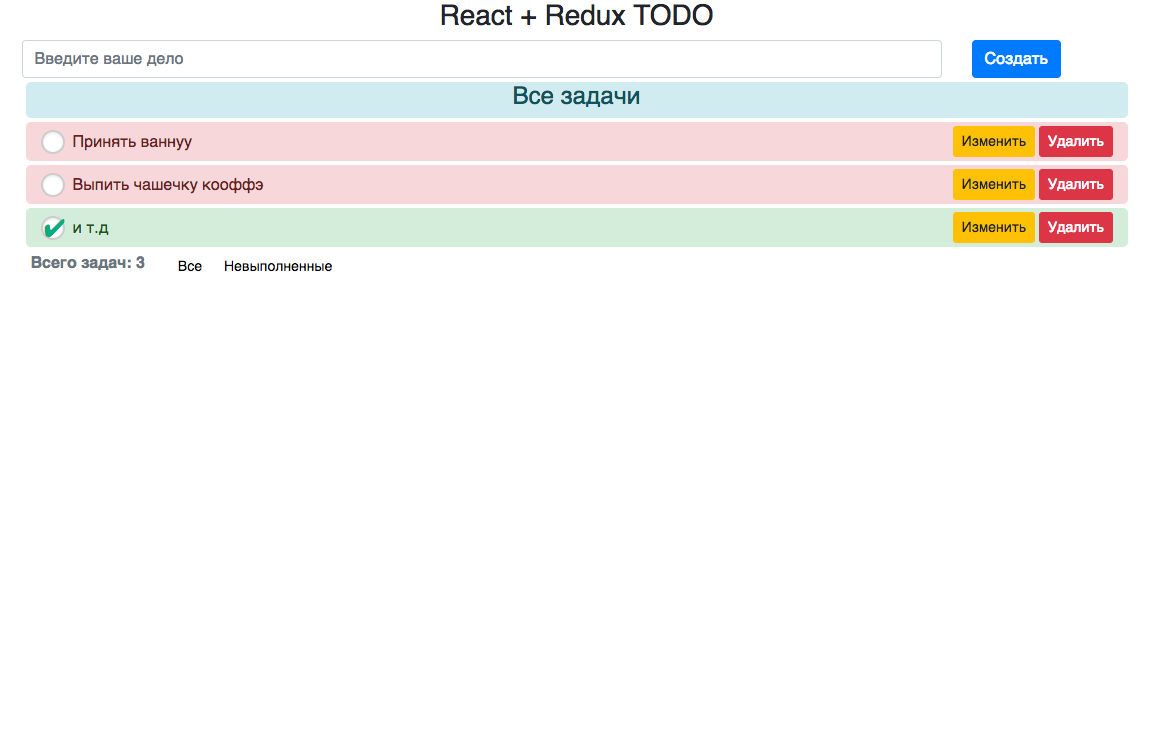 React + Redux TODO
Введите ваше дело Создать
Все задачи
Принять ваннуу Изменить Удалить
Выпить чашечку кооффэ Изменить Удалить
и т.д Изменить Удалить
Всего задач: 3 Все Невыполненные